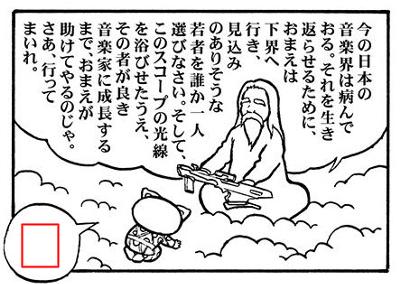 今の日本の
音楽界は病んで
おる。それを生き
返らせるために、
おまえは
下界へ
行き、
見込み
のありそうな
若者を誰か一人
選びなさい。そして、
このスコープの光線
を浴びせたうえ、
その者が良き
音楽家に成長する
まで、おまえが
助けてやるのじゃ。
さあ、行って
まいれ。